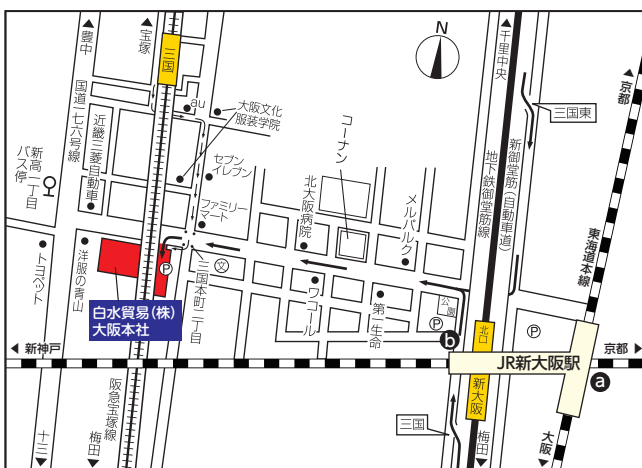 豊中
宝塚
三国
N
千里中央
京都
国道一七六号線
近畿三菱自動車
新高一丁目
バス停
au
大阪文化
服装学院
セブン
イレブン
ファミリー
マート
コーナン
北大阪病院
メルパルク
地下鉄御堂筋線
新御堂筋(自動車道)
三国東
東海道本線
トヨペット
洋服の青山
P
三国本町二丁目
文
ワコール
第一生命
公園
P
P
白水貿易(株)
大阪本社
b
北口
新大阪
JR新大阪駅
a
新神戸
京都
阪急宝塚線
三国
十三
梅田
梅田
大阪